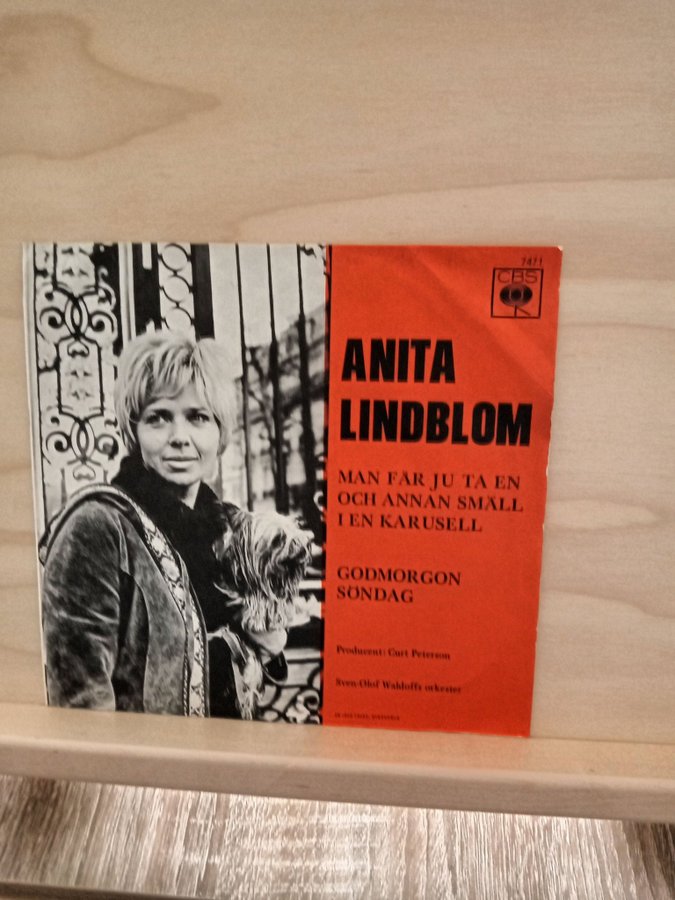 7471
CBS
ANITA
LINDBLOM
MAN FÅR JU TA EN
OCH ANNAN SMÄLL
I EN KARUSELL
GODMORGON
SÖNDAG
Producent: Curt Peterson
Sven-Olof Walldoffs orkester